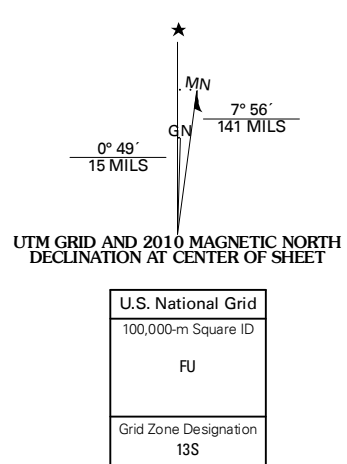 ★
MN
7° 56´
141 MILS
GN
0° 49´
15 MILS
UTM GRID AND 2010 MAGNETIC NORTH
DECLINATION AT CENTER OF SHEET
U.S. National Grid
100,000-m Square ID
FU
Grid Zone Designation
13S